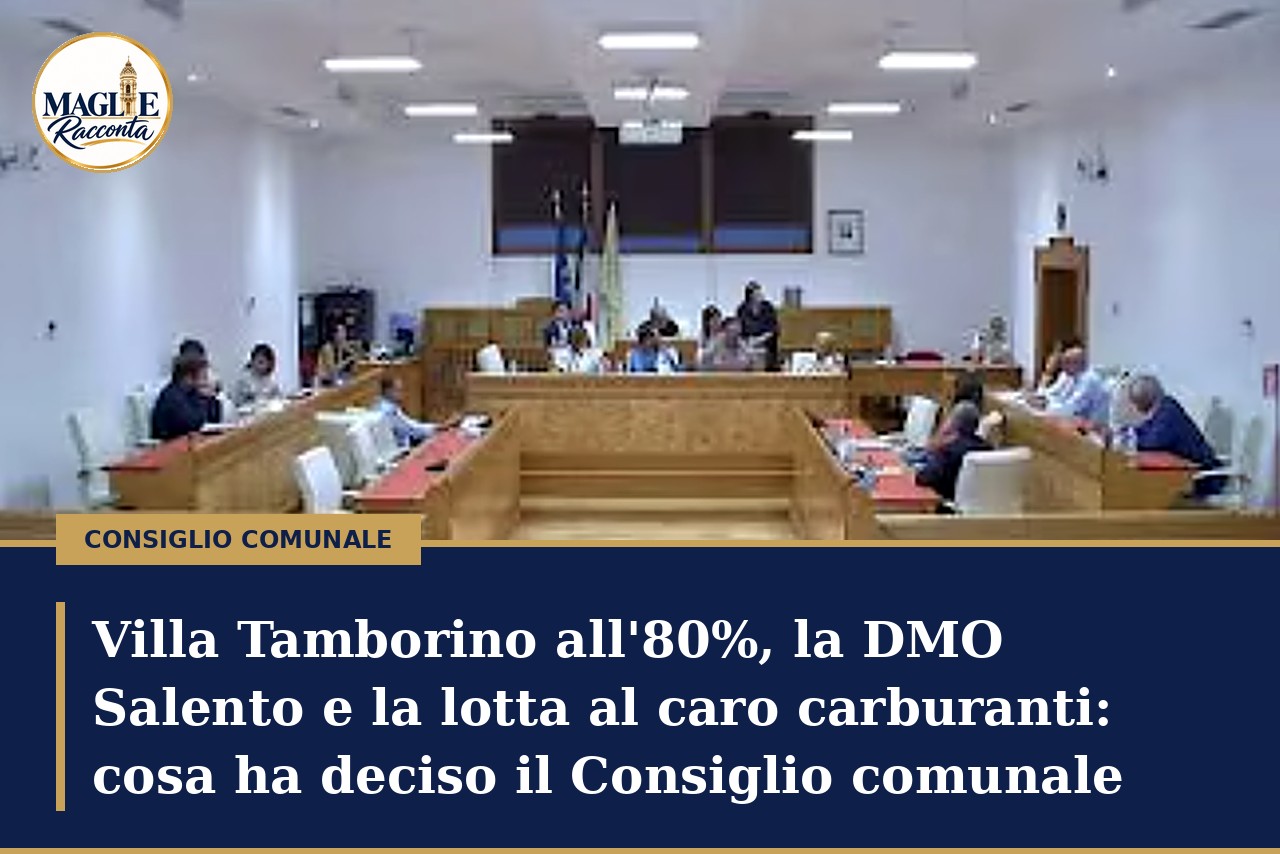 MAGLIE
Racconta
CONSIGLIO COMUNALE
Villa Tamborino all'80%, la DMO
Salento e la lotta al caro carburanti:
cosa ha deciso il Consiglio comunale